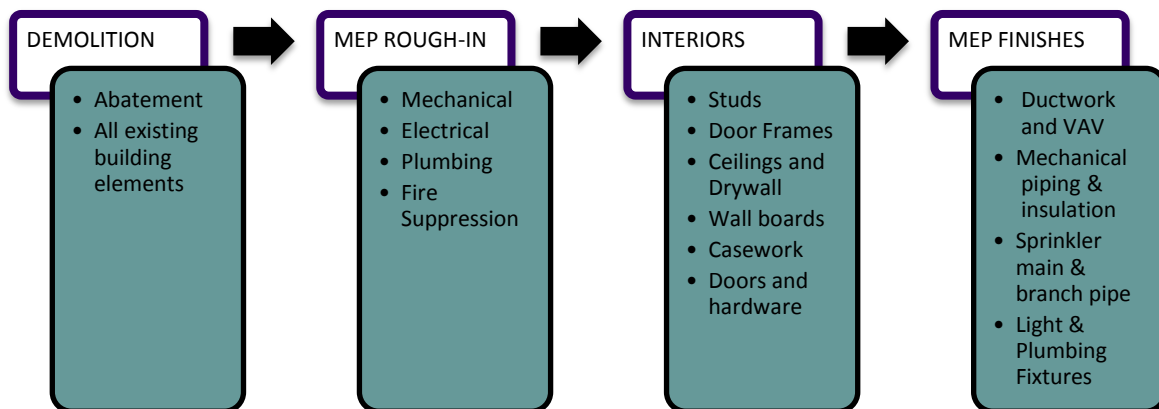 DEMOLITION
• Abatement
• All existing
building
elements
MEP ROUGH-IN
• Mechanical
• Electrical
• Plumbing
• Fire
Suppression
INTERIORS
• Studs
• Door Frames
• Ceilings and
Drywall
• Wall boards
• Casework
• Doors and
hardware
MEP FINISHES
• Ductwork
and VAV
• Mechanical
piping &
insulation
• Sprinkler
main &
branch pipe
• Light &
Plumbing
Fixtures